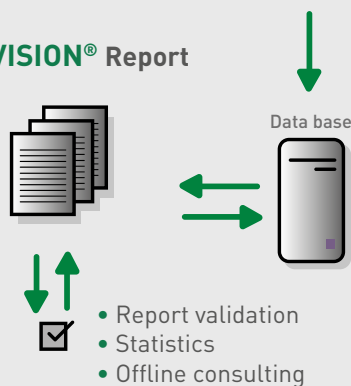 VISION® Report
Data base
• Report validation
• Statistics
• Offline consulting